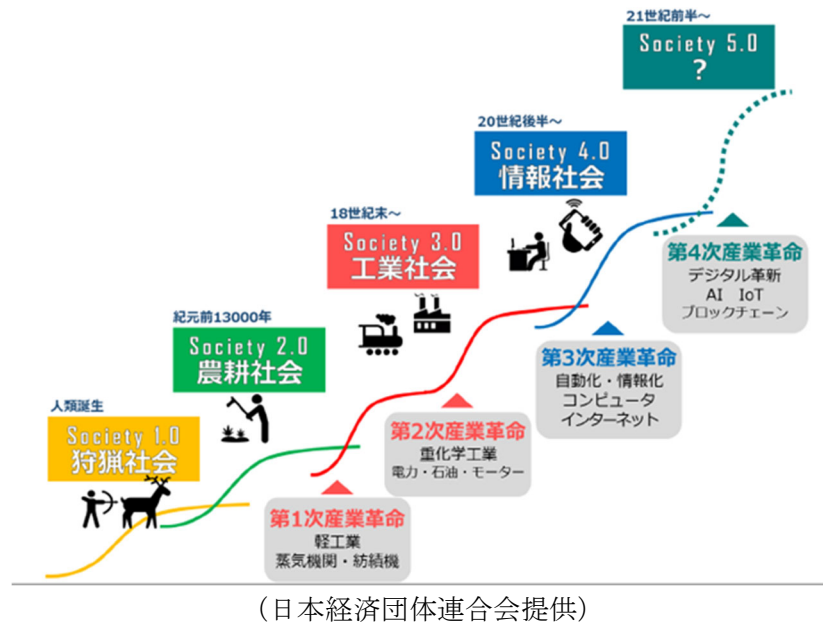 人類誕生
Society 1.0
狩猟社会
紀元前13000年
Society 2.0
農耕社会
18世紀末～
Society 3.0
工業社会
20世紀後半～
Society 4.0
情報社会
21世紀前半～
Society 5.0
？
第1次産業革命
軽工業
蒸気機関・紡績機
第2次産業革命
重化学工業
電力・石油・モーター
第3次産業革命
自動化・情報化
コンピュータ
インターネット
第4次産業革命
デジタル革新
AI　IoT
ブロックチェーン
（日本経済団体連合会提供）